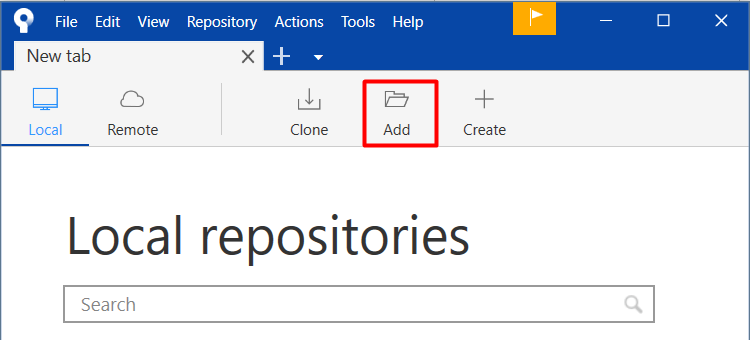 File Edit View Repository Actions Tools Help
New tab
Local Remote Clone Add Create
Local repositories
Search